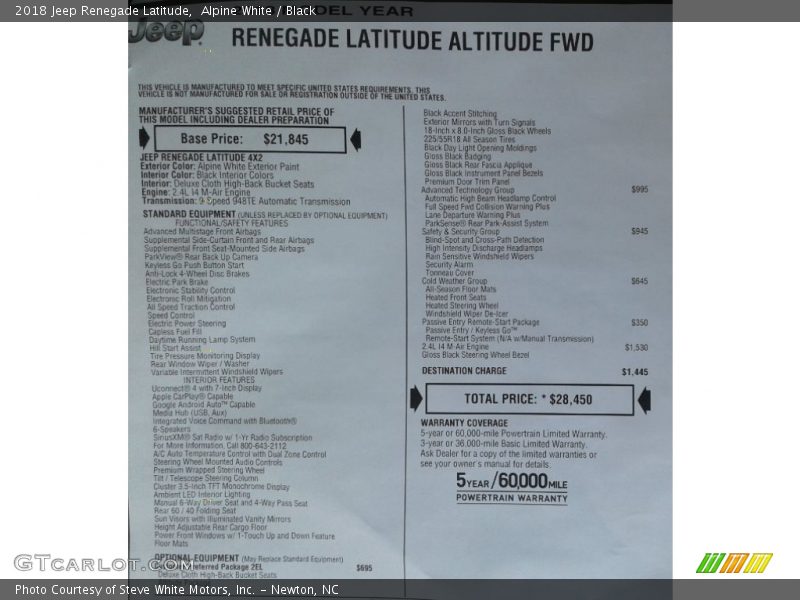 2018 Jeep Renegade Latitude, Alpine White / Black
MODEL YEAR
Jeep
RENEGADE LATITUDE ALTITUDE FWD
THIS VEHICLE IS MANUFACTURED TO MEET SPECIFIC UNITED STATES REQUIREMENTS. THIS
VEHICLE IS NOT MANUFACTURED FOR SALE OR REGISTRATION OUTSIDE OF THE UNITED STATES.
MANUFACTURER'S SUGGESTED RETAIL PRICE OF
THIS MODEL INCLUDING DEALER PREPARATION
Base Price: $21,845
JEEP RENEGADE LATITUDE 4X2
Exterior Color: Alpine White Exterior Paint
Interior Color: Black Interior Colors
Interior: Deluxe Cloth High-Back Bucket Seats
Engine: 2.4L I4 M-Air Engine
Transmission: 9-Speed 948TE Automatic Transmission
STANDARD EQUIPMENT (UNLESS REPLACED BY OPTIONAL EQUIPMENT)
FUNCTIONAL/SAFETY FEATURES
Advanced Multistage Front Airbags
Supplemental Side-Curtain Front and Rear Airbags
Supplemental Front Seat-Mounted Side Airbags
ParkView® Rear Back Up Camera
Keyless Go Push Button Start
Anti-Lock 4-Wheel Disc Brakes
Electric Park Brake
Electronic Stability Control
Electronic Roll Mitigation
All Speed Traction Control
Speed Control
Electric Power Steering
Capless Fuel Fill
Daytime Running Lamp System
Hill Start Assist
Tire Pressure Monitoring Display
Rear Window Wiper / Washer
Variable Intermittent Windshield Wipers
INTERIOR FEATURES
Uconnect® 4 with 7-Inch Display
Apple CarPlay® Capable
Google Android Auto™ Capable
Media Hub (USB, Aux)
Integrated Voice Command with Bluetooth®
6-Speakers
SiriusXM® Sat Radio w/ 1-Yr Radio Subscription
For More Information, Call 800-643-2112
A/C Auto Temperature Control with Dual Zone Control
Steering Wheel Mounted Audio Controls
Premium Wrapped Steering Wheel
Tilt / Telescope Steering Column
Cluster 3.5-Inch TFT Monochrome Display
Ambient LED Interior Lighting
Manual 6-Way Driver Seat and 4-Way Pass Seat
Rear 60 / 40 Folding Seat
Sun Visors with Illuminated Vanity Mirrors
Height Adjustable Rear Cargo Floor
Power Front Windows w/ 1-Touch Up and Down Feature
Floor Mats
OPTIONAL EQUIPMENT (May Replace Standard Equipment)
Preferred Package 2EL $695
Deluxe Cloth High-Back Bucket Seats
Black Accent Stitching
Exterior Mirrors with Turn Signals
18-Inch x 8.0-Inch Gloss Black Wheels
225/55R18 All Season Tires
Black Day Light Opening Moldings
Gloss Black Badging
Gloss Black Rear Fascia Applique
Gloss Black Instrument Panel Bezels
Premium Door Trim Panel
Advanced Technology Group $995
Automatic High Beam Headlamp Control
Full Speed Fwd Collision Warning Plus
Lane Departure Warning Plus
ParkSense® Rear Park-Assist System
Safety & Security Group $945
Blind-Spot and Cross-Path Detection
High Intensity Discharge Headlamps
Rain Sensitive Windshield Wipers
Security Alarm
Tonneau Cover
Cold Weather Group $645
All-Season Floor Mats
Heated Front Seats
Heated Steering Wheel
Windshield Wiper De-Icer
Passive Entry Remote-Start Package $350
Passive Entry / Keyless Go™
Remote-Start System (N/A w/Manual Transmission)
2.4L I4 M-Air Engine $1,530
Gloss Black Steering Wheel Bezel
DESTINATION CHARGE $1,445
TOTAL PRICE: * $28,450
WARRANTY COVERAGE
5-year or 60,000-mile Powertrain Limited Warranty.
3-year or 36,000-mile Basic Limited Warranty.
Ask Dealer for a copy of the limited warranties or
see your owner's manual for details.
5 YEAR/60,000 MILE
POWERTRAIN WARRANTY
GTcarlot.com
Photo Courtesy of Steve White Motors, Inc. – Newton, NC